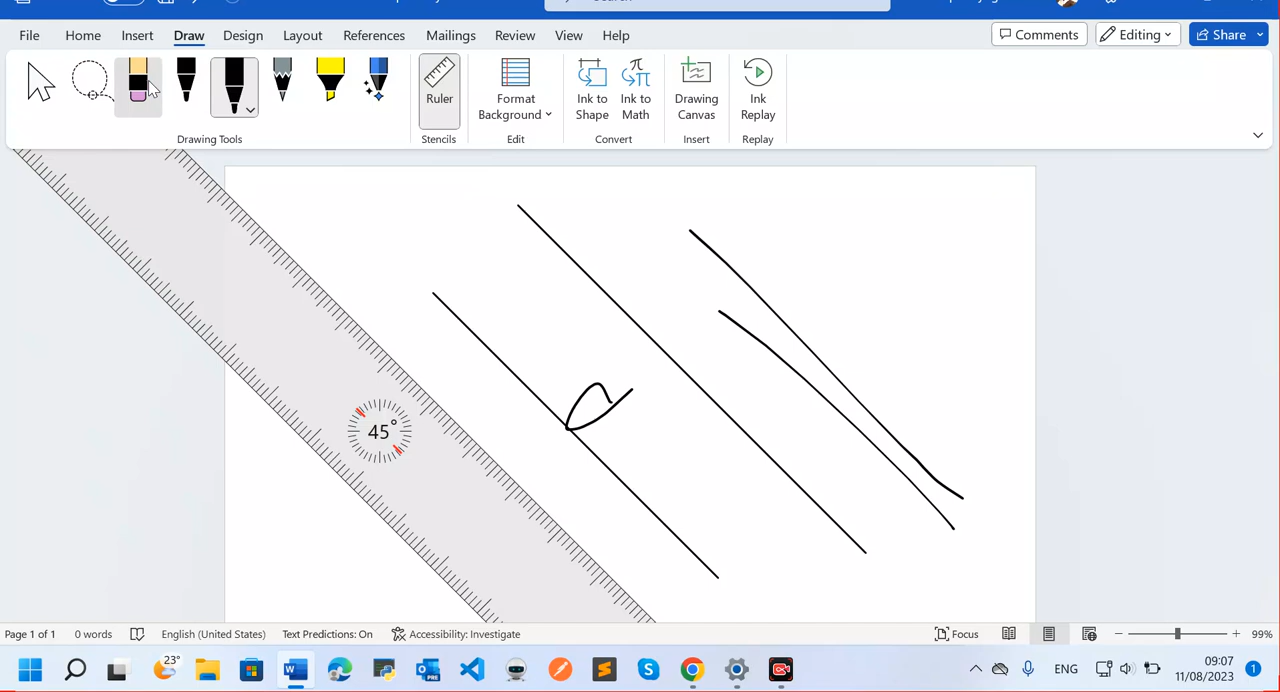 File Home Insert Draw Design Layout References Mailings Review View Help Comments Editing Share
Ruler Format Background Ink to Shape Ink to Math Drawing Canvas Ink Replay
Drawing Tools Stencils Edit Convert Insert Replay
45°
Page 1 of 1 0 words English (United States) Text Predictions: On Accessibility: Investigate Focus 99%
23° PRE ENG 09:07 1
11/08/2023